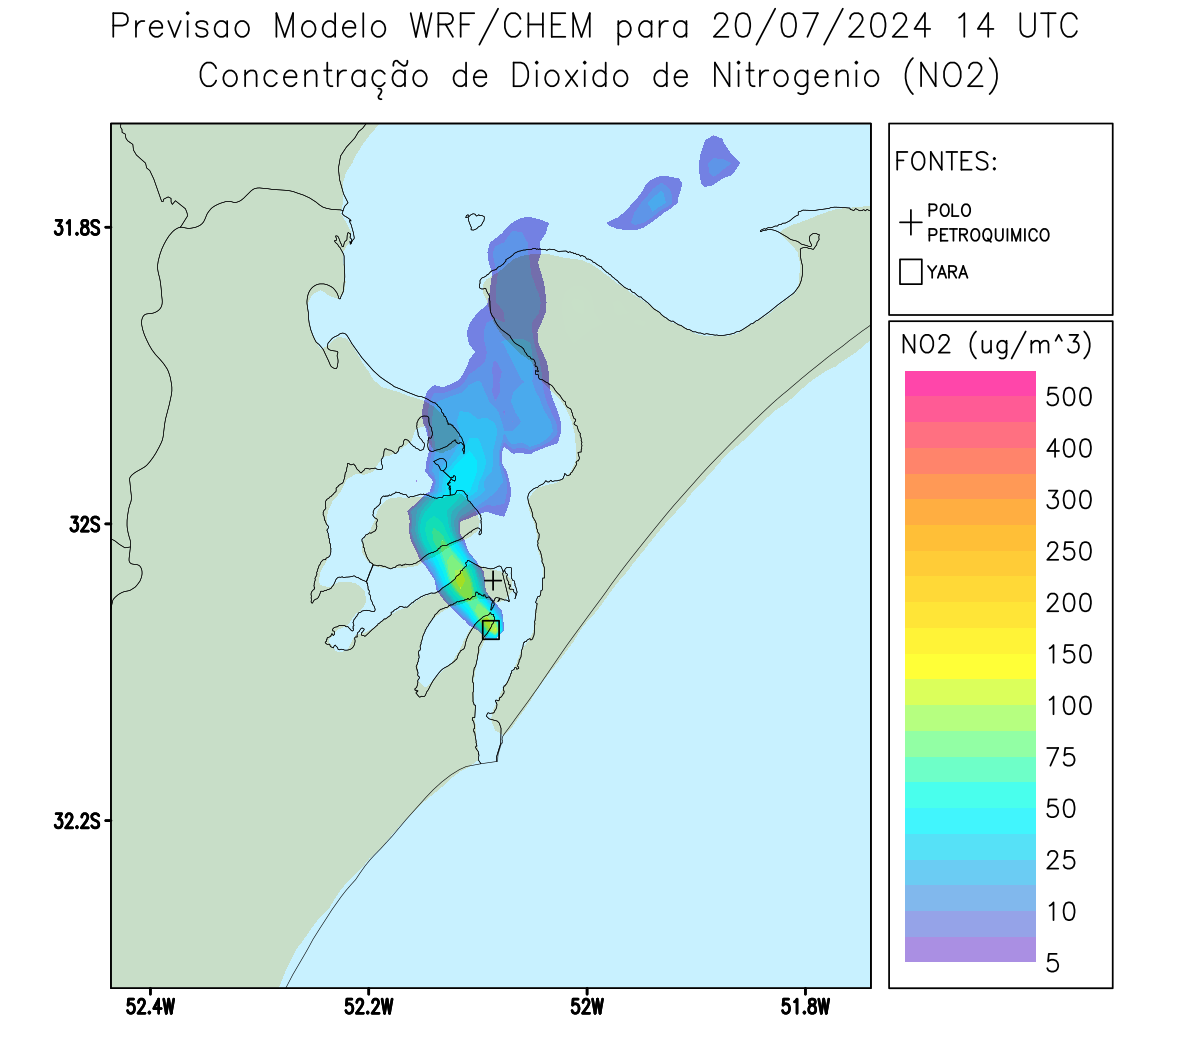 Previsao Modelo WRF/CHEM para 20/07/2024 14 UTC
Concentração de Dioxido de Nitrogenio (NO2)
FONTES:
POLO
PETROQUIMICO
YARA
NO2 (ug/m^3)
500
400
300
250
200
150
100
75
50
25
10
5
31.8S
32S
32.2S
52.4W
52.2W
52W
51.8W